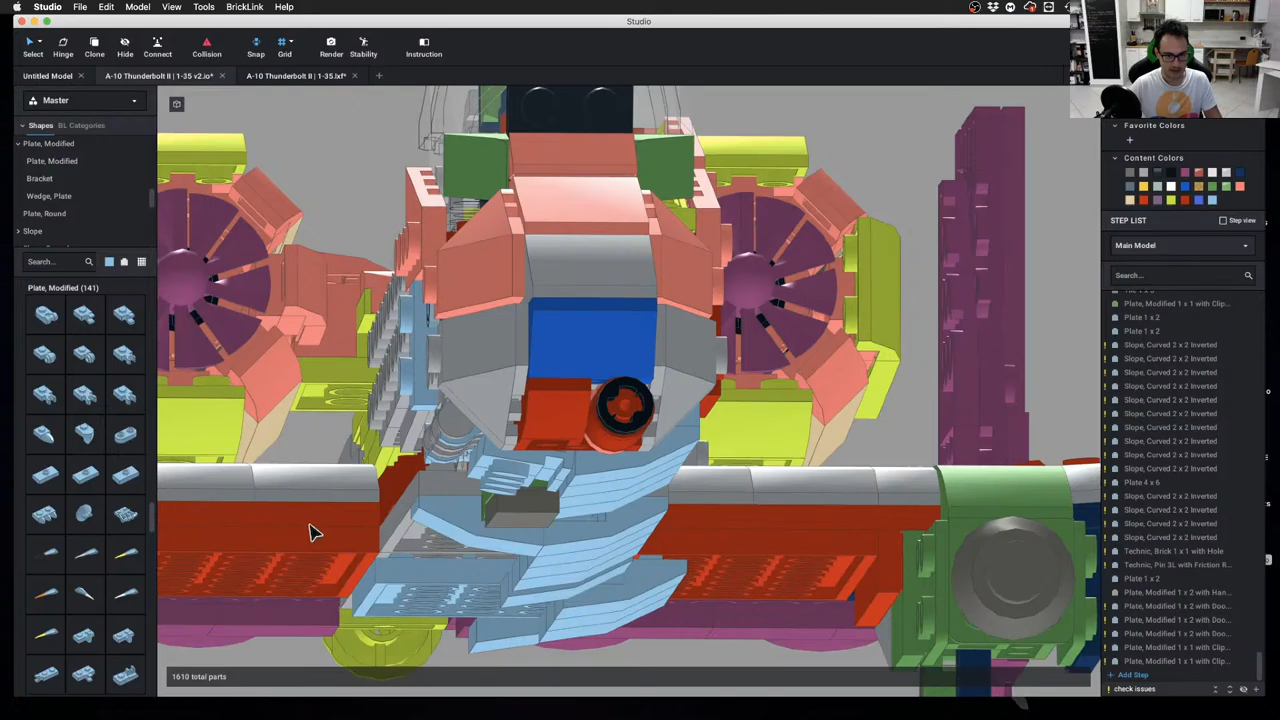 Studio File Edit Model View Tools BrickLink Help
Studio
Select Hinge Clone Hide Connect Collision Snap Grid Render Stability Instruction
Untitled Model A-10 Thunderbolt II | 1-35 v2.io* A-10 Thunderbolt II | 1-35.lxf*
Master
Shapes BL Categories
Plate, Modified
Plate, Modified
Bracket
Wedge, Plate
Plate, Round
Slope
Search...
Plate, Modified (141)
1610 total parts
Favorite Colors
Content Colors
STEP LIST Step view
Main Model
Search...
Plate, Modified 1 x 1 with Clip...
Plate 1 x 2
Plate 1 x 2
Slope, Curved 2 x 2 Inverted
Slope, Curved 2 x 2 Inverted
Slope, Curved 2 x 2 Inverted
Slope, Curved 2 x 2 Inverted
Slope, Curved 2 x 2 Inverted
Slope, Curved 2 x 2 Inverted
Slope, Curved 2 x 2 Inverted
Slope, Curved 2 x 2 Inverted
Slope, Curved 2 x 2 Inverted
Slope, Curved 2 x 2 Inverted
Plate 4 x 6
Slope, Curved 2 x 2 Inverted
Slope, Curved 2 x 2 Inverted
Slope, Curved 2 x 2 Inverted
Slope, Curved 2 x 2 Inverted
Technic, Brick 1 x 1 with Hole
Technic, Pin 3L with Friction R...
Plate 1 x 2
Plate, Modified 1 x 2 with Han...
Plate, Modified 1 x 2 with Doo...
Plate, Modified 1 x 2 with Doo...
Plate, Modified 1 x 2 with Doo...
Plate, Modified 1 x 1 with Clip...
Plate, Modified 1 x 1 with Clip...
+ Add Step
check issues